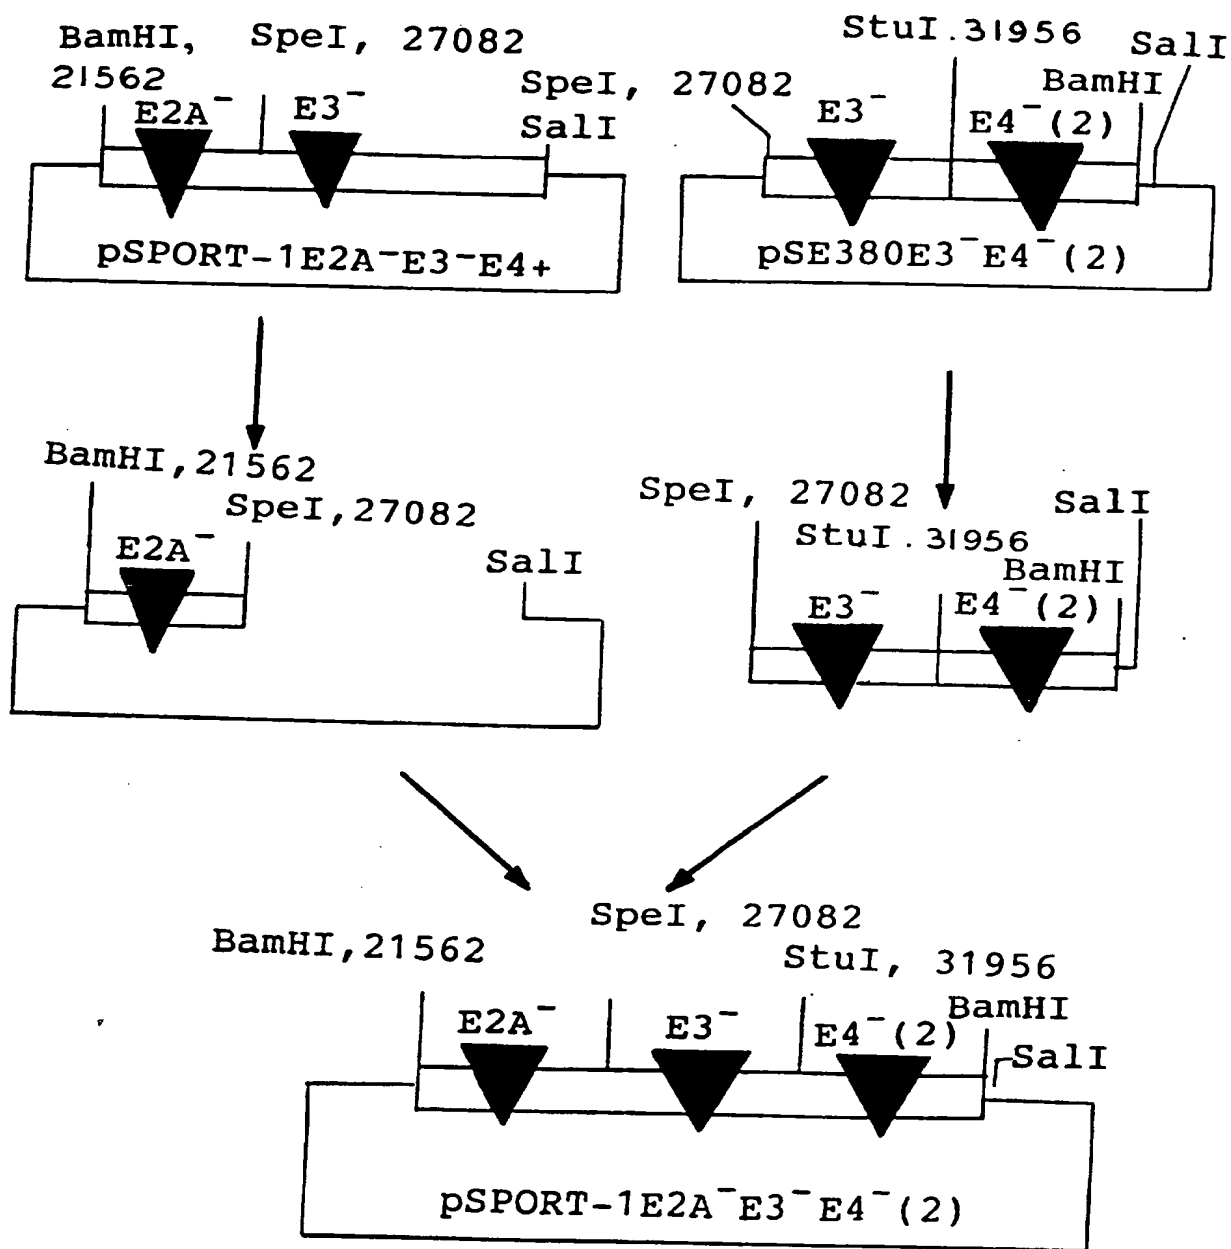 BamHI, SpeI, 27082
21562
E2A⁻ E3⁻
SpeI, 27082
SalI
pSPORT-1E2A⁻E3⁻E4+
StuI.31956 SalI
BamHI
E3⁻ E4⁻(2)
pSE380E3⁻E4⁻(2)
BamHI,21562
SpeI,27082
E2A⁻
SalI
SpeI, 27082 SalI
StuI.31956
BamHI
E3⁻ E4⁻(2)
SpeI, 27082
BamHI,21562
StuI, 31956
BamHI
E2A⁻ E3⁻ E4⁻(2)
SalI
pSPORT-1E2A⁻E3⁻E4⁻(2)